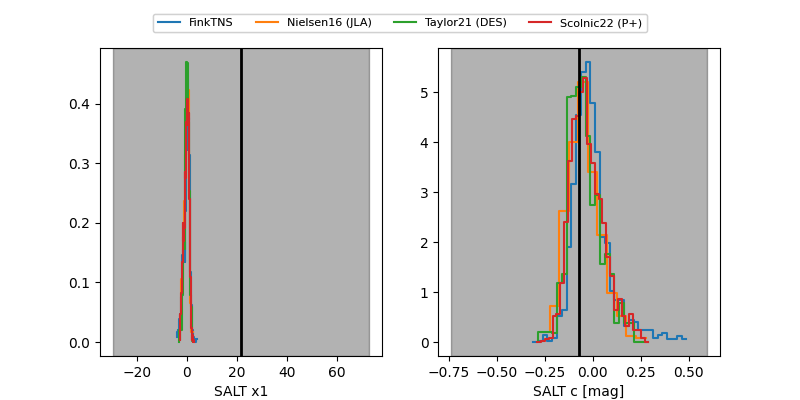 FinkTNS Nielsen16 (JLA) Taylor21 (DES) Scolnic22 (P+)
0.4
0.3
0.2
0.1
0.0
−20 0 20 40 60
SALT x1
5
4
3
2
1
0
−0.75 −0.50 −0.25 0.00 0.25 0.50
SALT c [mag]